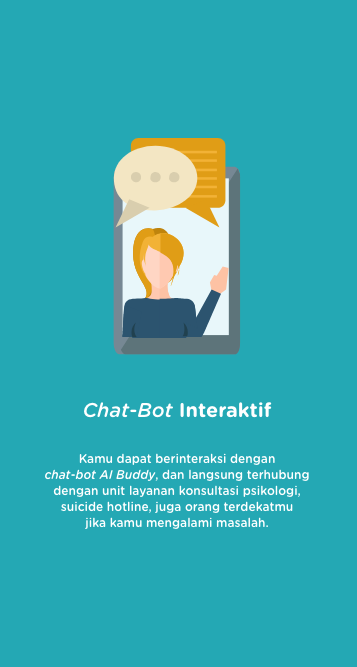 Chat-Bot Interaktif
Kamu dapat berinteraksi dengan
chat-bot AI Buddy, dan langsung terhubung
dengan unit layanan konsultasi psikologi,
suicide hotline, juga orang terdekatmu
jika kamu mengalami masalah.